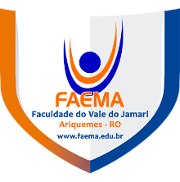 FAEMA
Faculdade do Vale do Jamari
Ariquemes - RO
www.faema.edu.br